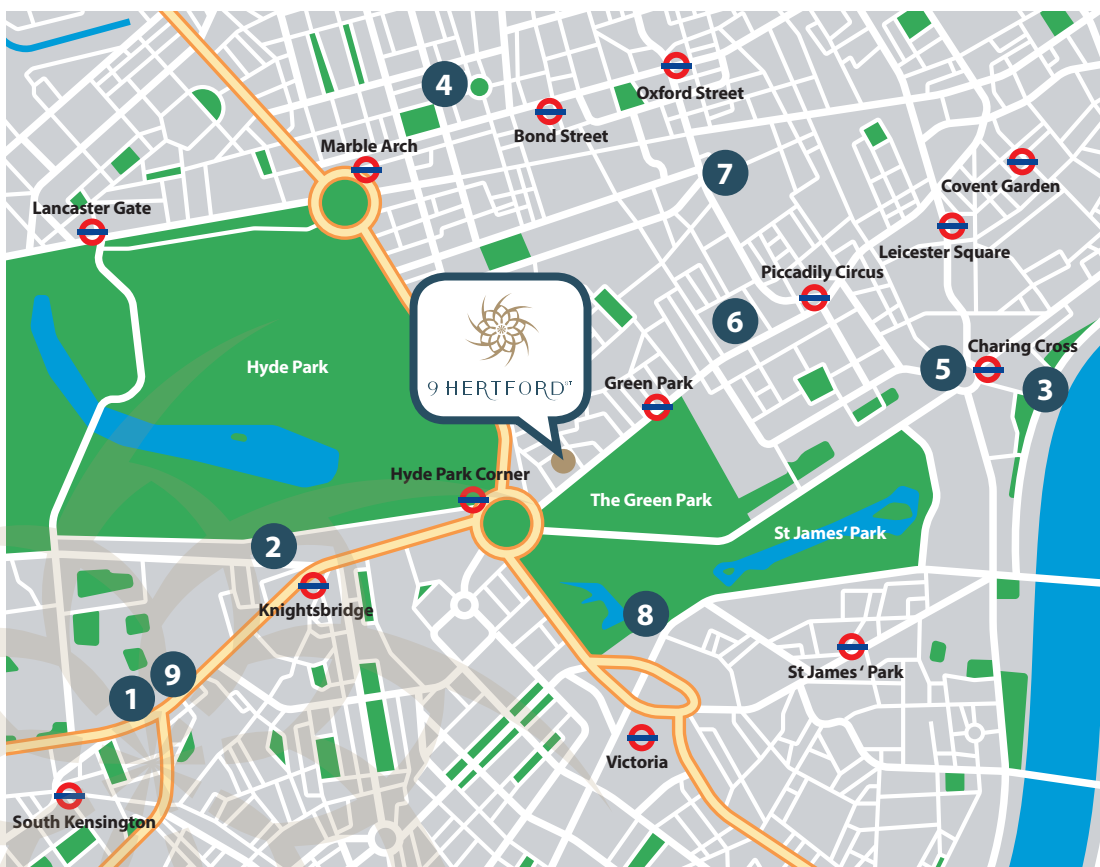 4
Oxford Street
Bond Street
Marble Arch
7
Covent Garden
Lancaster Gate
Leicester Square
Piccadily Circus
6
9 HERTFORD ST
Hyde Park
Charing Cross
5
3
Green Park
Hyde Park Corner
The Green Park
St James' Park
2
Knightsbridge
8
St James ‘ Park
9
1
Victoria
South Kensington